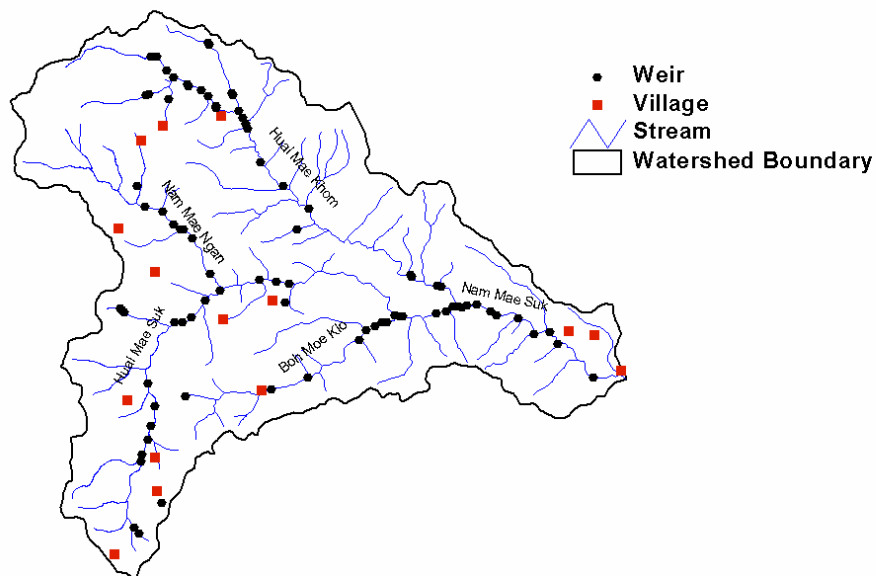 Weir
Village
Stream
Watershed Boundary
Huai Mae Khom
Nam Mae Ngan
Nam Mae Suk
Boh Moe Klo
Huai Mae Suk